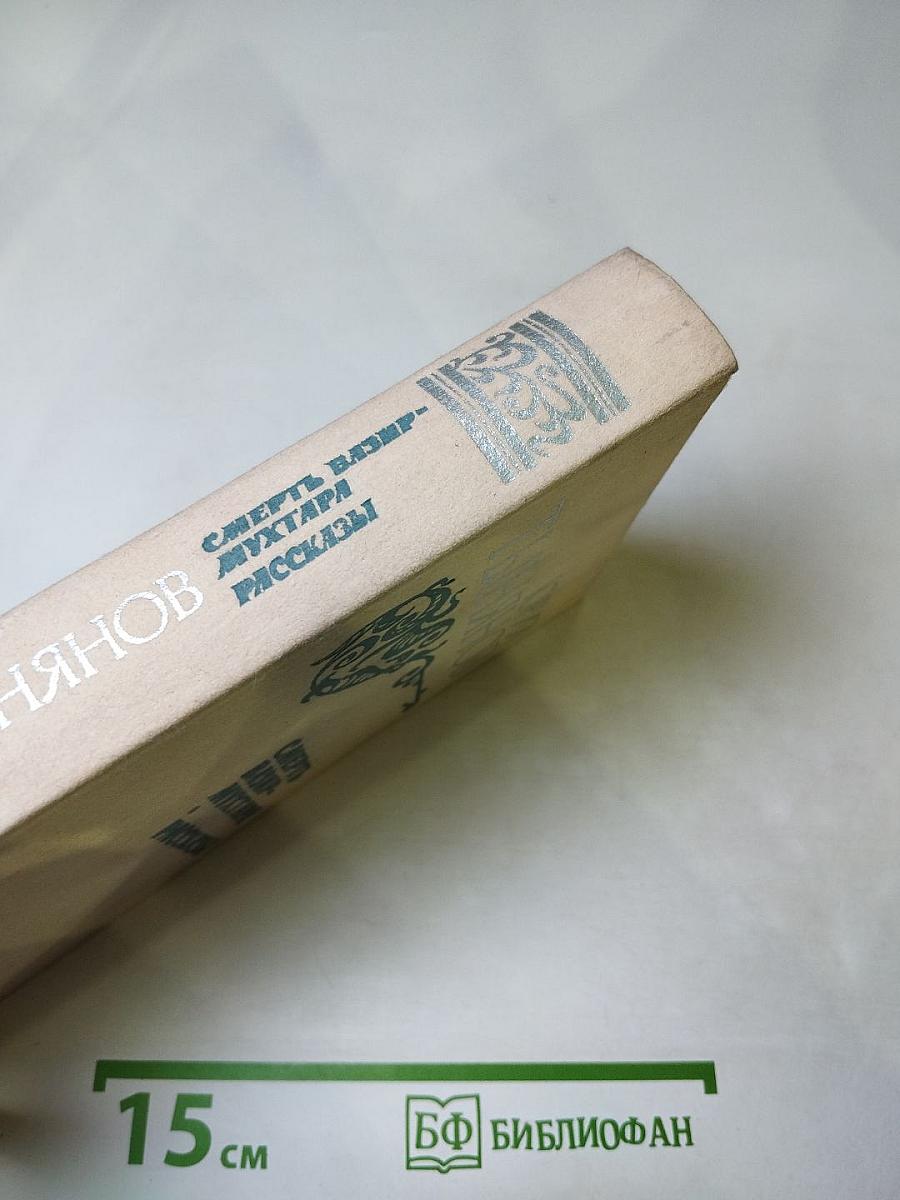 НЯНОВ
СМЕРТЬ ВАЗИР-
МУХТАРА
РАССКАЗЫ
15 см
БФ БИБЛИОФАН